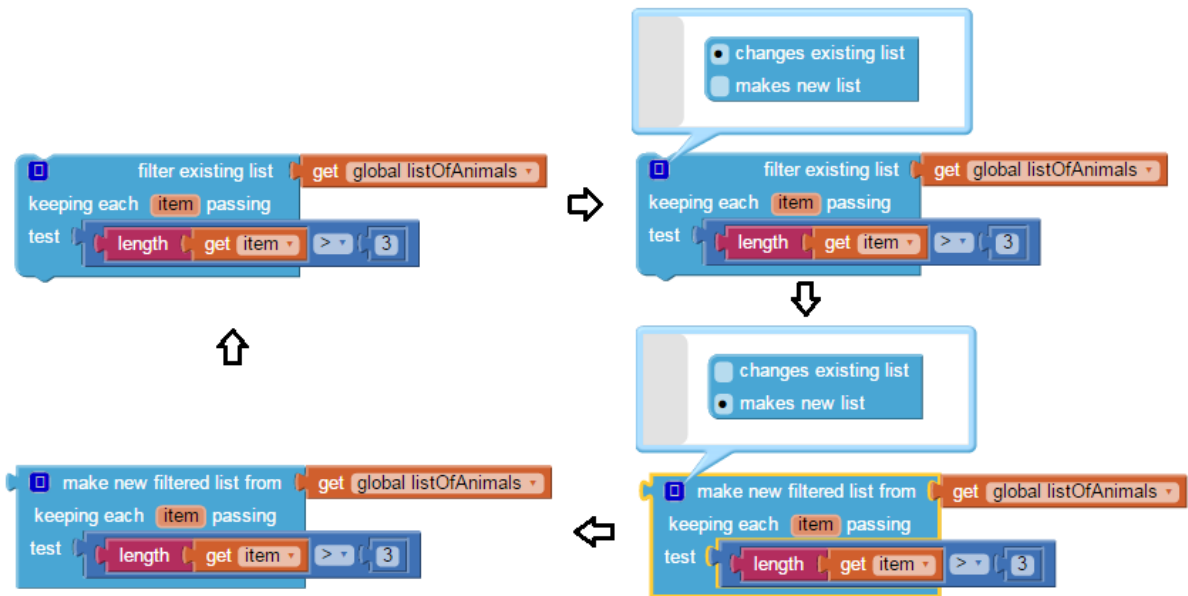 changes existing list
makes new list
filter existing list get global listOfAnimals
keeping each item passing
test length get item > 3
filter existing list get global listOfAnimals
keeping each item passing
test length get item > 3
changes existing list
makes new list
make new filtered list from get global listOfAnimals
keeping each item passing
test length get item > 3
make new filtered list from get global listOfAnimals
keeping each item passing
test length get item > 3